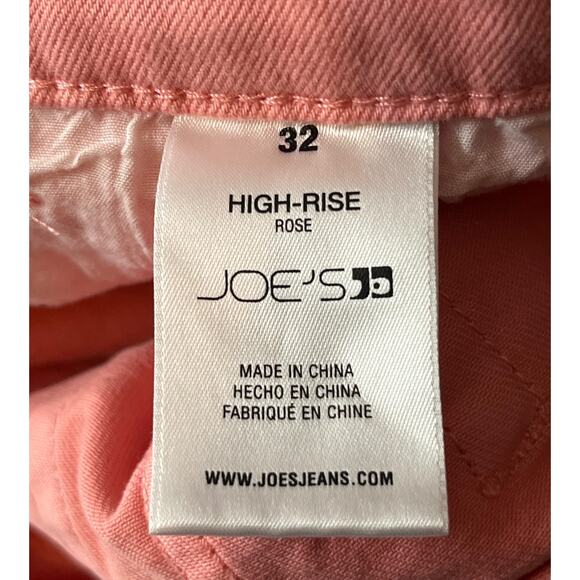 32
HIGH-RISE
ROSE
JOE'S
MADE IN CHINA
HECHO EN CHINA
FABRIQUÉ EN CHINE
WWW.JOESJEANS.COM